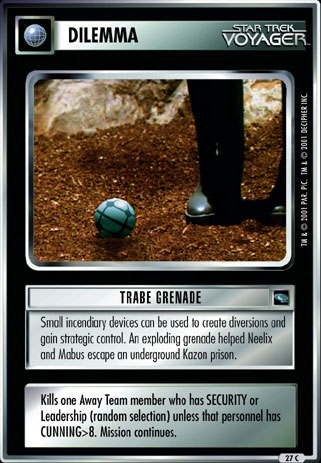 DILEMMA
STAR TREK
VOYAGER™
TM & © 2001 PAR. PIC. TM & © 2001 DECIPHER INC.
TRABE GRENADE
Small incendiary devices can be used to create diversions and
gain strategic control. An exploding grenade helped Neelix
and Mabus escape an underground Kazon prison.
Kills one Away Team member who has SECURITY or
Leadership (random selection) unless that personnel has
CUNNING>8. Mission continues.
27 C